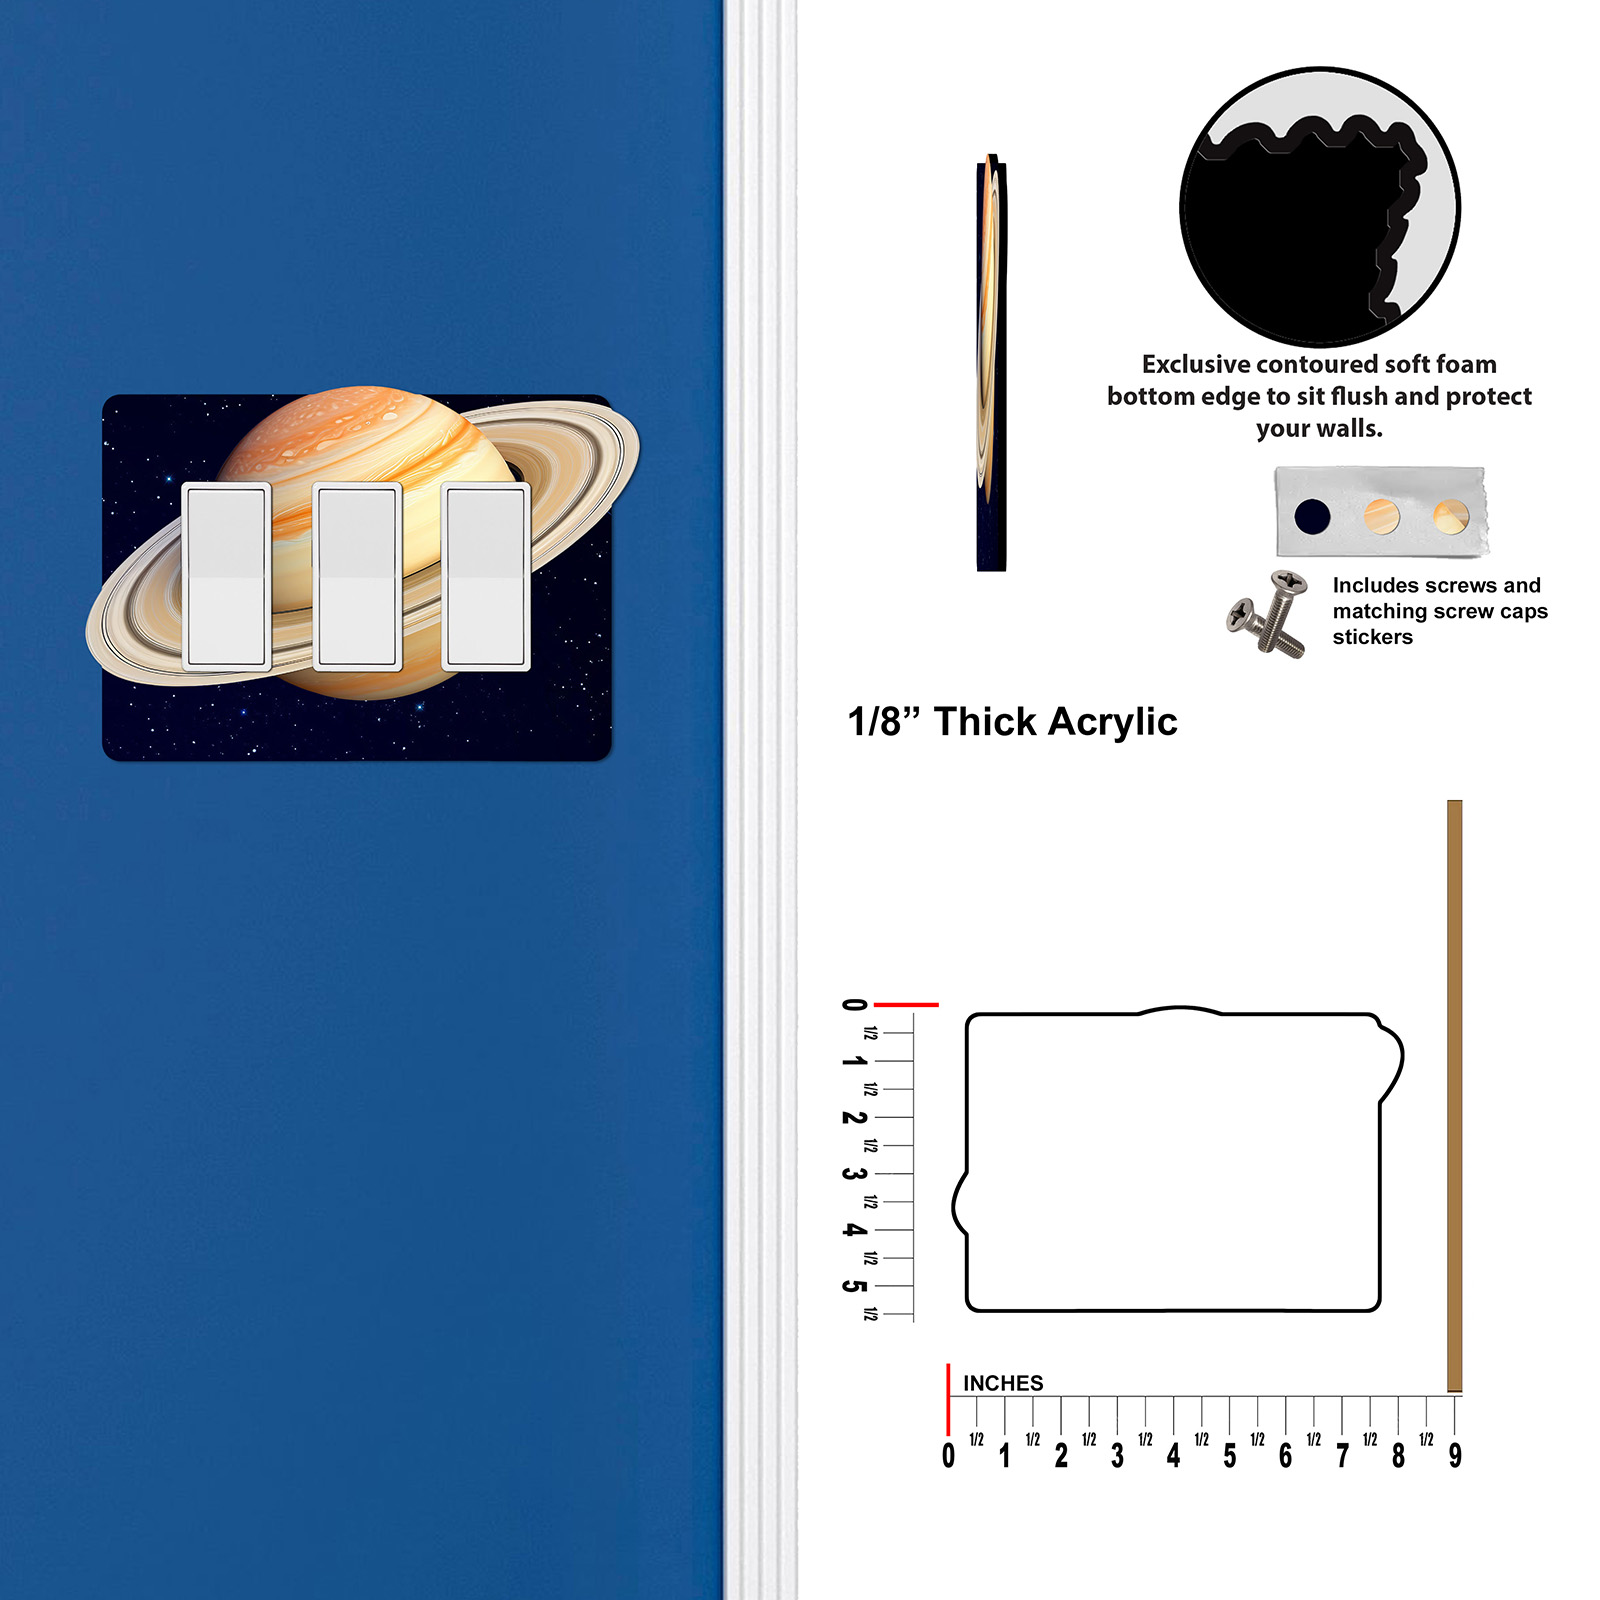 Exclusive contoured soft foam
bottom edge to sit flush and protect
your walls.
Includes screws and
matching screw caps
stickers
1/8” Thick Acrylic
0
1/2
1
1/2
2
1/2
3
1/2
4
1/2
5
1/2
INCHES
0 1/2 1 1/2 2 1/2 3 1/2 4 1/2 5 1/2 6 1/2 7 1/2 8 1/2 9